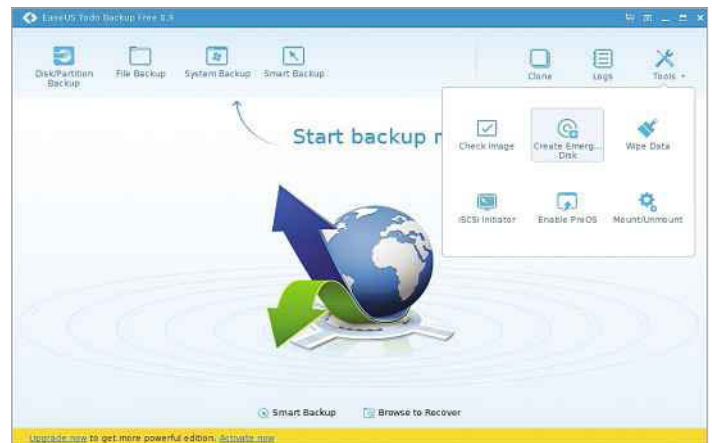 EaseUS Todo Backup Free 8.9
Disk/Partition
Backup
File Backup
System Backup
Smart Backup
Clone
Logs
Tools
Start backup n
Check Image
Create Emerg...
Disk
Wipe Data
iSCSI Initiator
Enable PreOS
Mount/Unmount
Smart Backup
Browse to Recover
Upgrade now to get more powerful edition. Activate now